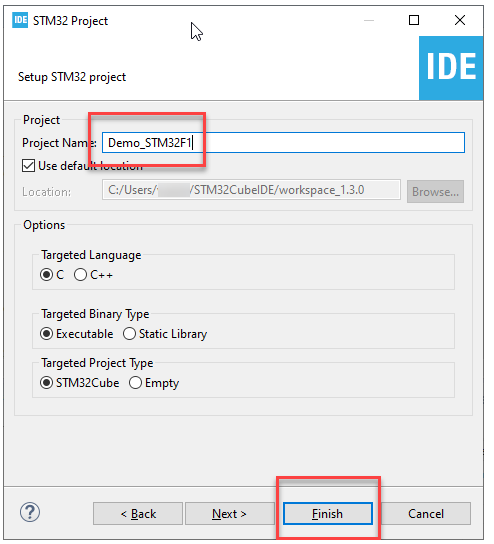 IDE STM32 Project
IDE
Setup STM32 project
Project
Project Name: Demo_STM32F1
Use default location
Location: C:/Users/ /STM32CubeIDE/workspace_1.3.0 Browse...
Options
Targeted Language
C C++
Targeted Binary Type
Executable Static Library
Targeted Project Type
STM32Cube Empty
? < Back Next > Finish Cancel